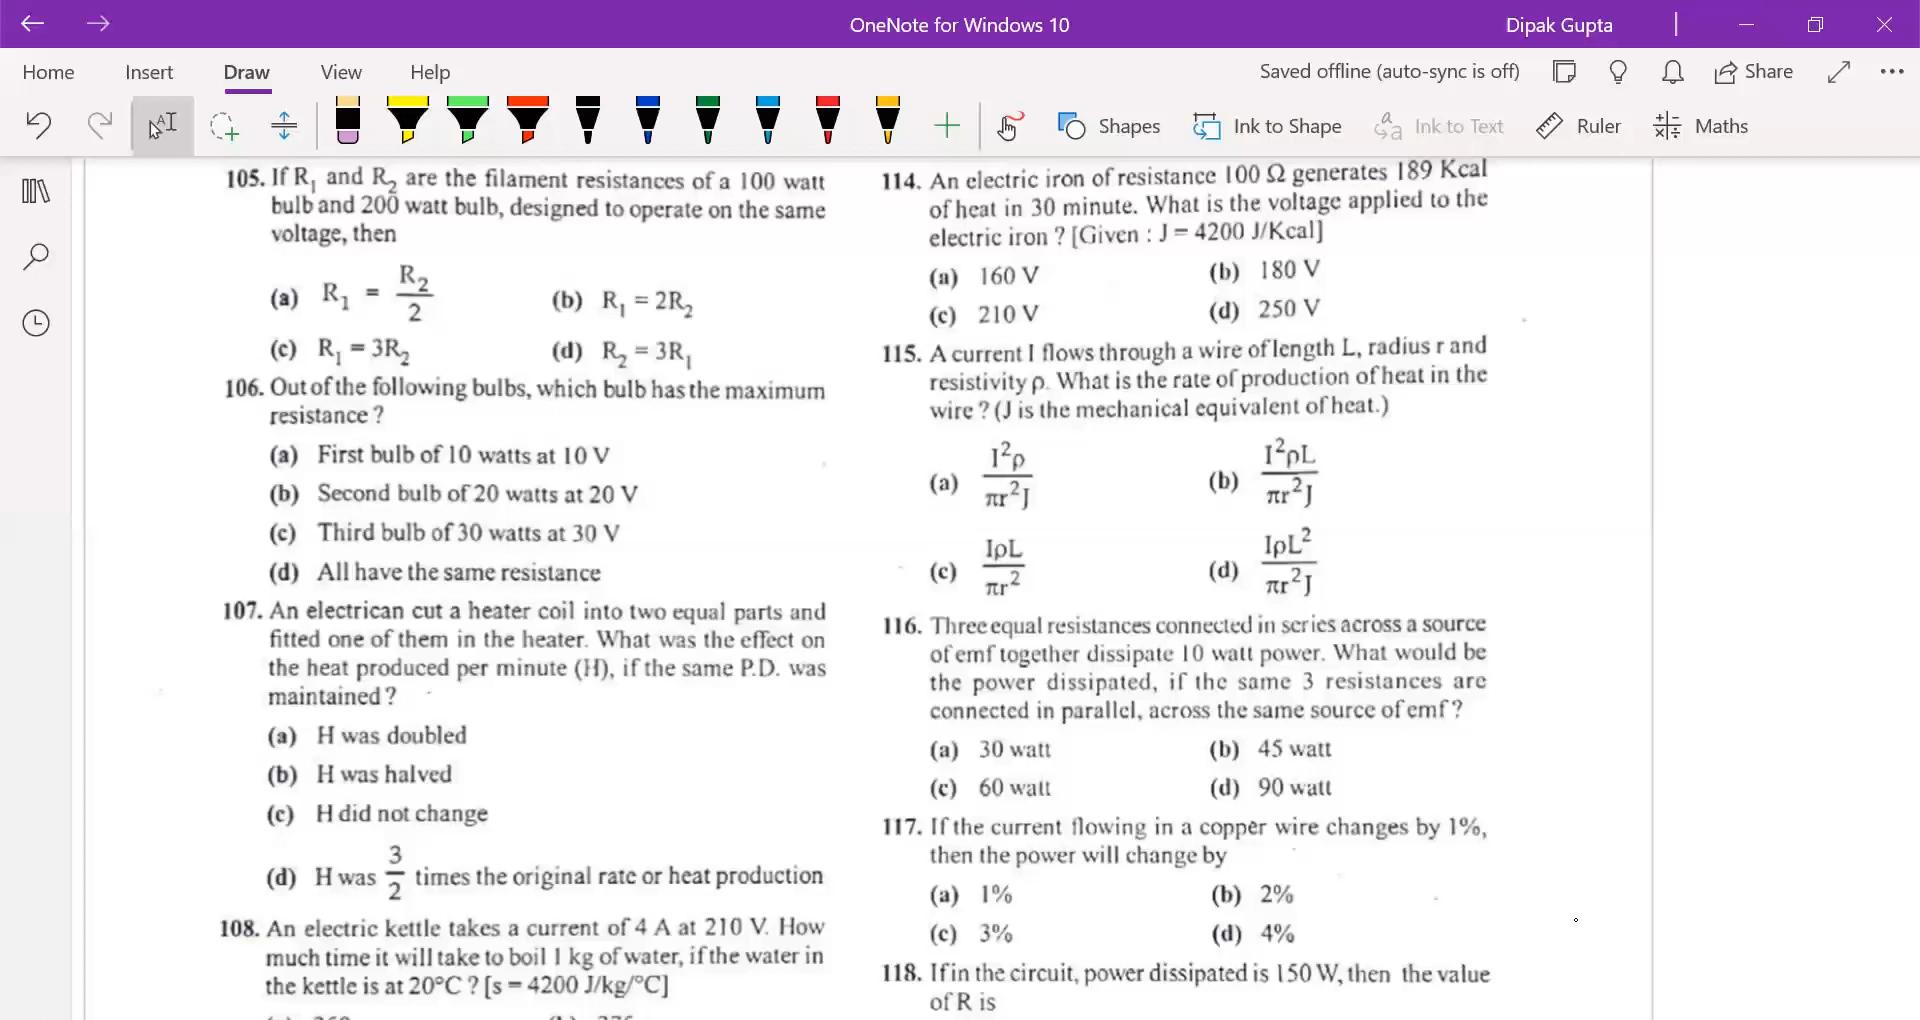 OneNote for Windows 10
Dipak Gupta
Home Insert Draw View Help
Saved offline (auto-sync is off)
Share
Shapes
Ink to Shape
Ink to Text
Ruler
Maths
105. If R₁ and R₂ are the filament resistances of a 100 watt
bulb and 200 watt bulb, designed to operate on the same
voltage, then
(a) R₁ = R₂/2 (b) R₁ = 2R₂
(c) R₁ = 3R₂ (d) R₂ = 3R₁
106. Out of the following bulbs, which bulb has the maximum
resistance ?
(a) First bulb of 10 watts at 10 V
(b) Second bulb of 20 watts at 20 V
(c) Third bulb of 30 watts at 30 V
(d) All have the same resistance
107. An electrican cut a heater coil into two equal parts and
fitted one of them in the heater. What was the effect on
the heat produced per minute (H), if the same P.D. was
maintained ?
(a) H was doubled
(b) H was halved
(c) H did not change
(d) H was 3/2 times the original rate or heat production
108. An electric kettle takes a current of 4 A at 210 V. How
much time it will take to boil 1 kg of water, if the water in
the kettle is at 20°C ? [s = 4200 J/kg/°C]
114. An electric iron of resistance 100 Ω generates 189 Kcal
of heat in 30 minute. What is the voltage applied to the
electric iron ? [Given : J = 4200 J/Kcal]
(a) 160 V (b) 180 V
(c) 210 V (d) 250 V
115. A current I flows through a wire of length L, radius r and
resistivity ρ. What is the rate of production of heat in the
wire ? (J is the mechanical equivalent of heat.)
(a) I²ρ/πr²J (b) I²ρL/πr²J
(c) IρL/πr² (d) IρL²/πr²J
116. Three equal resistances connected in series across a source
of emf together dissipate 10 watt power. What would be
the power dissipated, if the same 3 resistances are
connected in parallel, across the same source of emf ?
(a) 30 watt (b) 45 watt
(c) 60 watt (d) 90 watt
117. If the current flowing in a copper wire changes by 1%,
then the power will change by
(a) 1% (b) 2%
(c) 3% (d) 4%
118. If in the circuit, power dissipated is 150 W, then the value
of R is